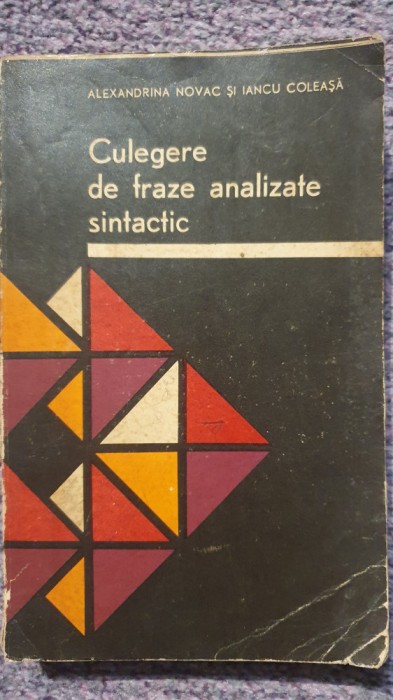 ALEXANDRINA NOVAC ȘI IANCU COLEAȘĂ
Culegere
de fraze analizate
sintactic